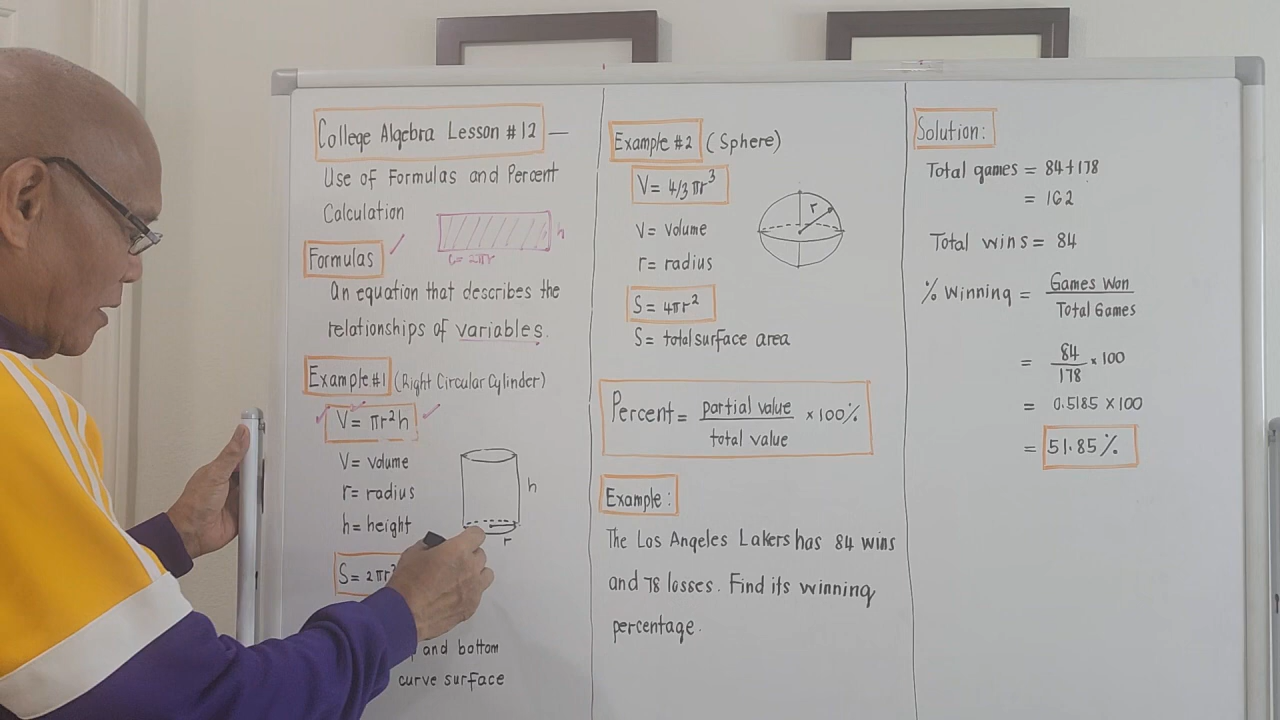 College Algebra Lesson #12 —
Use of Formulas and Percent
Calculation
h
C = 2πr
Formulas
An equation that describes the
relationships of variables.
Example #1 (Right Circular Cylinder)
V = πr²h
V = volume
r = radius
h = height
h
r
S = 2πr²
and bottom
curve surface
Example #2 (Sphere)
V = 4/3 πr³
V = volume
r = radius
r
S = 4πr²
S = total surface area
Percent = partial value / total value × 100%
Example:
The Los Angeles Lakers has 84 wins
and 78 losses. Find its winning
percentage.
Solution:
Total games = 84+178
= 162
Total wins = 84
% Winning = Games Won / Total Games
= 84 / 178 × 100
= 0.5185 × 100
= 51.85%